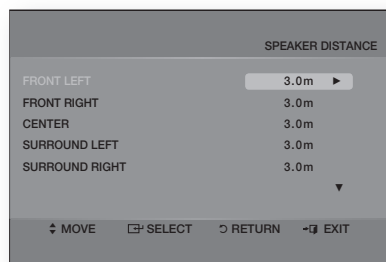 SPEAKER DISTANCE
FRONT LEFT 3.0m ►
FRONT RIGHT 3.0m
CENTER 3.0m
SURROUND LEFT 3.0m
SURROUND RIGHT 3.0m
▼
MOVE SELECT RETURN EXIT